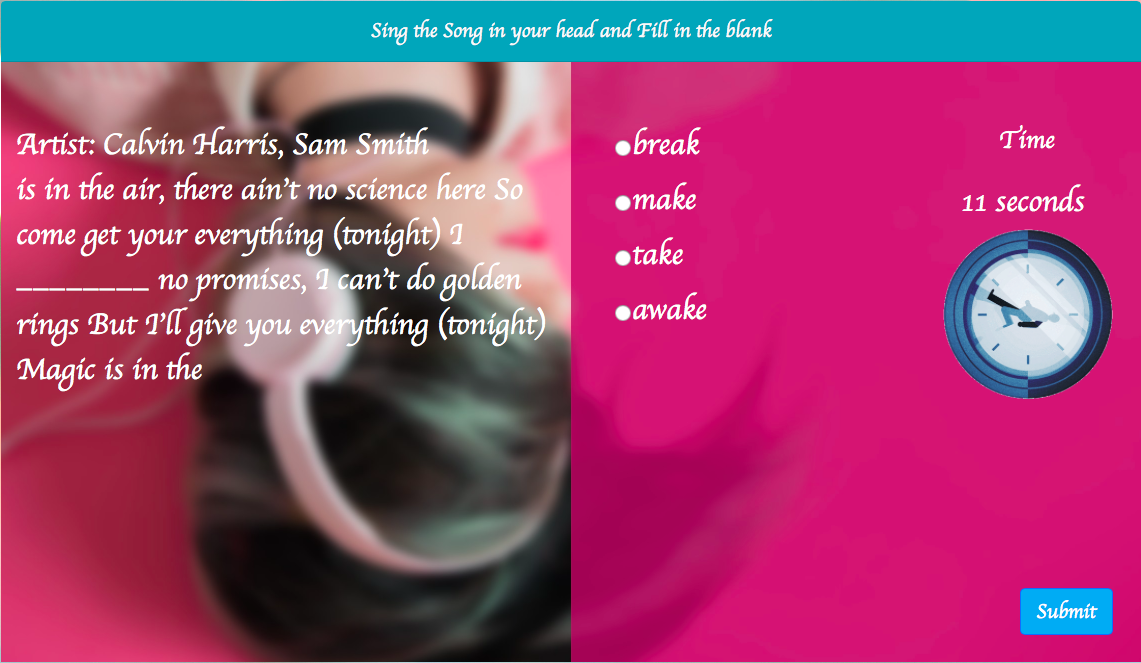 Sing the Song in your head and Fill in the blank
Artist: Calvin Harris, Sam Smith
is in the air, there ain't no science here So
come get your everything (tonight) I
________ no promises, I can't do golden
rings But I'll give you everything (tonight)
Magic is in the
break
make
take
awake
Time
11 seconds
Submit